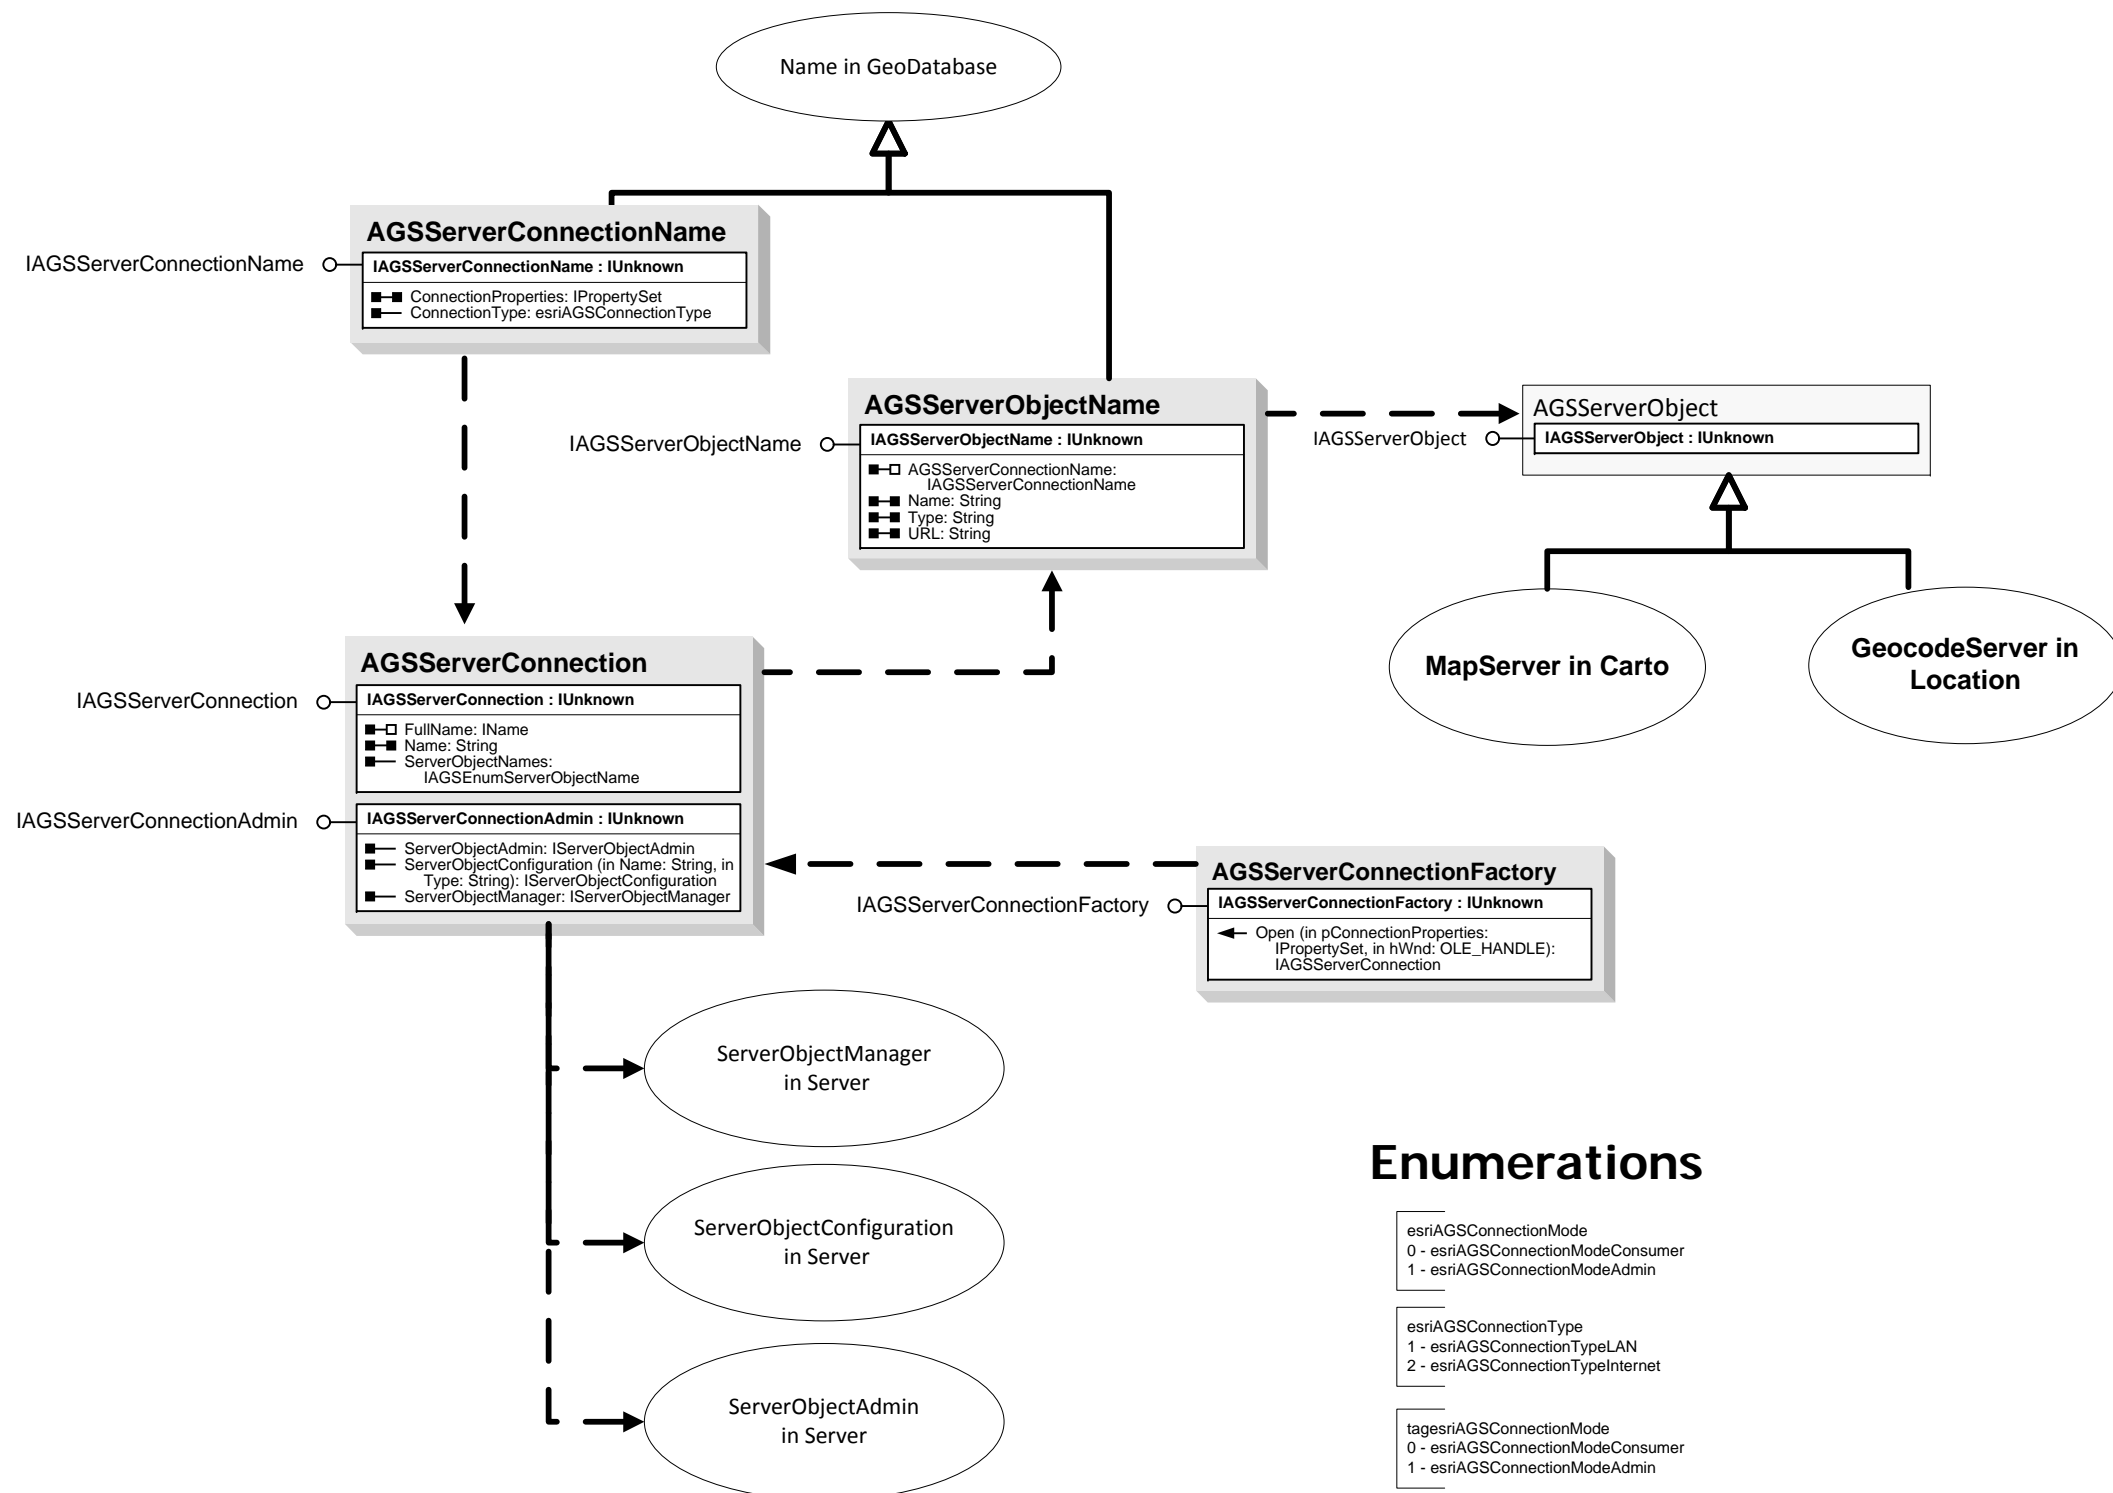 Name in GeoDatabase
AGSServerConnectionName
IAGSServerConnectionName
IAGSServerConnectionName : IUnknown
ConnectionProperties: IPropertySet
ConnectionType: esriAGSConnectionType
AGSServerObjectName
IAGSServerObjectName
IAGSServerObjectName : IUnknown
AGSServerConnectionName:
IAGSServerConnectionName
Name: String
Type: String
URL: String
AGSServerObject
IAGSServerObject
IAGSServerObject : IUnknown
MapServer in Carto
GeocodeServer in
Location
AGSServerConnection
IAGSServerConnection
IAGSServerConnection : IUnknown
FullName: IName
Name: String
ServerObjectNames:
IAGSEnumServerObjectName
IAGSServerConnectionAdmin
IAGSServerConnectionAdmin : IUnknown
ServerObjectAdmin: IServerObjectAdmin
ServerObjectConfiguration (in Name: String, in
Type: String): IServerObjectConfiguration
ServerObjectManager: IServerObjectManager
AGSServerConnectionFactory
IAGSServerConnectionFactory
IAGSServerConnectionFactory : IUnknown
Open (in pConnectionProperties:
IPropertySet, in hWnd: OLE_HANDLE):
IAGSServerConnection
ServerObjectManager
in Server
ServerObjectConfiguration
in Server
ServerObjectAdmin
in Server
Enumerations
esriAGSConnectionMode
0 - esriAGSConnectionModeConsumer
1 - esriAGSConnectionModeAdmin
esriAGSConnectionType
1 - esriAGSConnectionTypeLAN
2 - esriAGSConnectionTypeInternet
tagesriAGSConnectionMode
0 - esriAGSConnectionModeConsumer
1 - esriAGSConnectionModeAdmin